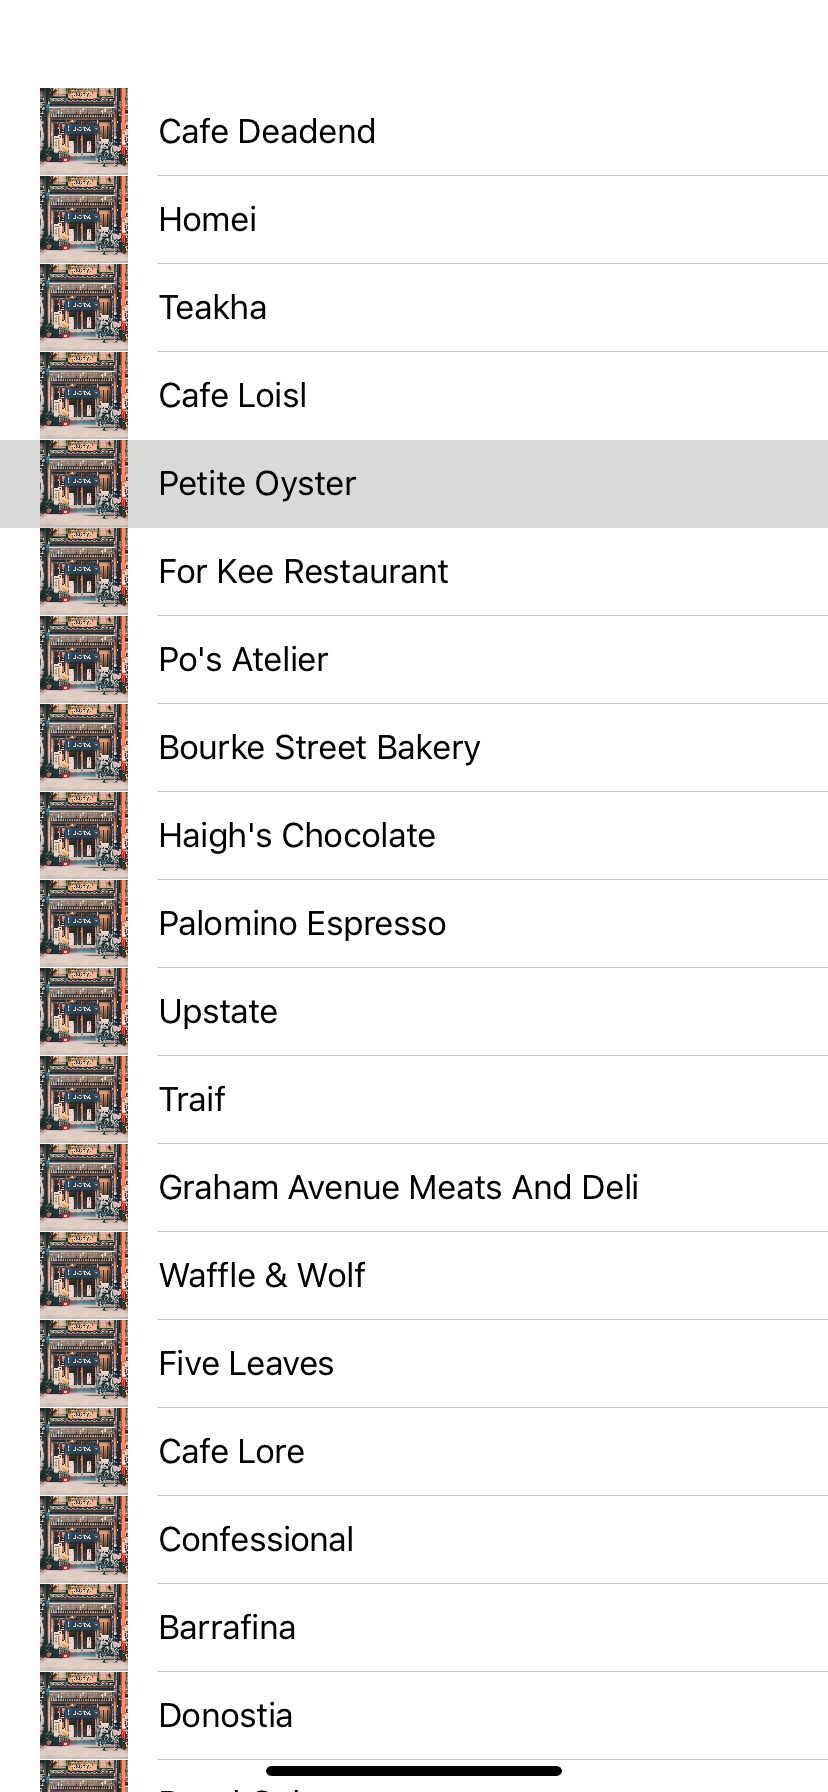 Cafe Deadend
Homei
Teakha
Cafe Loisl
Petite Oyster
For Kee Restaurant
Po's Atelier
Bourke Street Bakery
Haigh's Chocolate
Palomino Espresso
Upstate
Traif
Graham Avenue Meats And Deli
Waffle & Wolf
Five Leaves
Cafe Lore
Confessional
Barrafina
Donostia